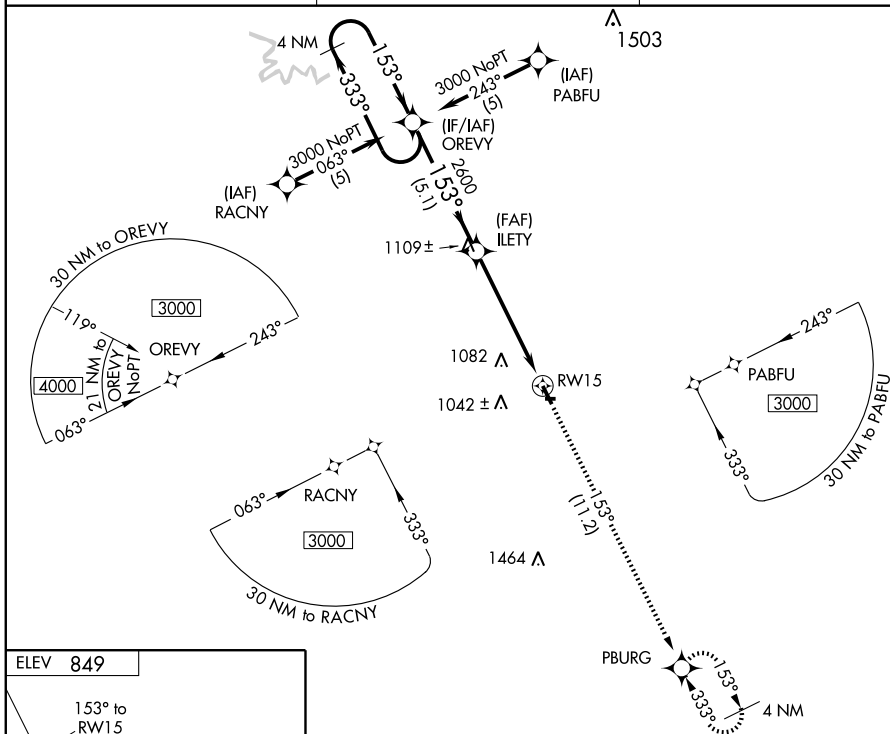 1503
4 NM
153°
333°
3000 NoPT
243°
(5)
(IAF)
PABFU
(IF/IAF)
OREVY
3000 NoPT
063°
(5)
(IAF)
RACNY
2600
153°
(5.1)
(FAF)
ILETY
1109 ±
30 NM to OREVY
3000
119°
OREVY
243°
4000
21 NM to
OREVY
NoPT
063°
1082
RW15
1042 ±
243°
PABFU
3000
333°
30 NM to PABFU
063°
RACNY
333°
3000
30 NM to RACNY
153°
(11.2)
1464
PBURG
153°
333°
4 NM
ELEV 849
153° to
RW15